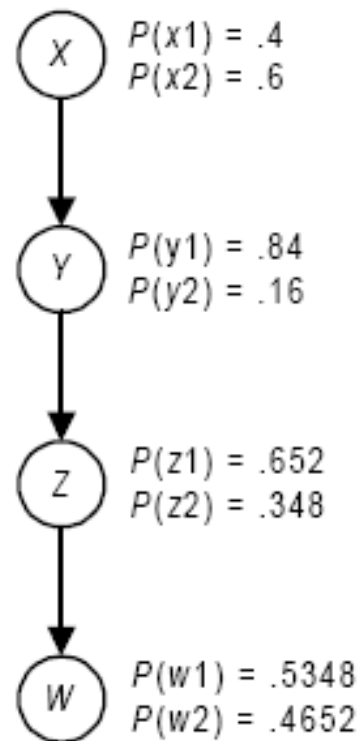 X
P(x1) = .4
P(x2) = .6
Y
P(y1) = .84
P(y2) = .16
Z
P(z1) = .652
P(z2) = .348
W
P(w1) = .5348
P(w2) = .4652